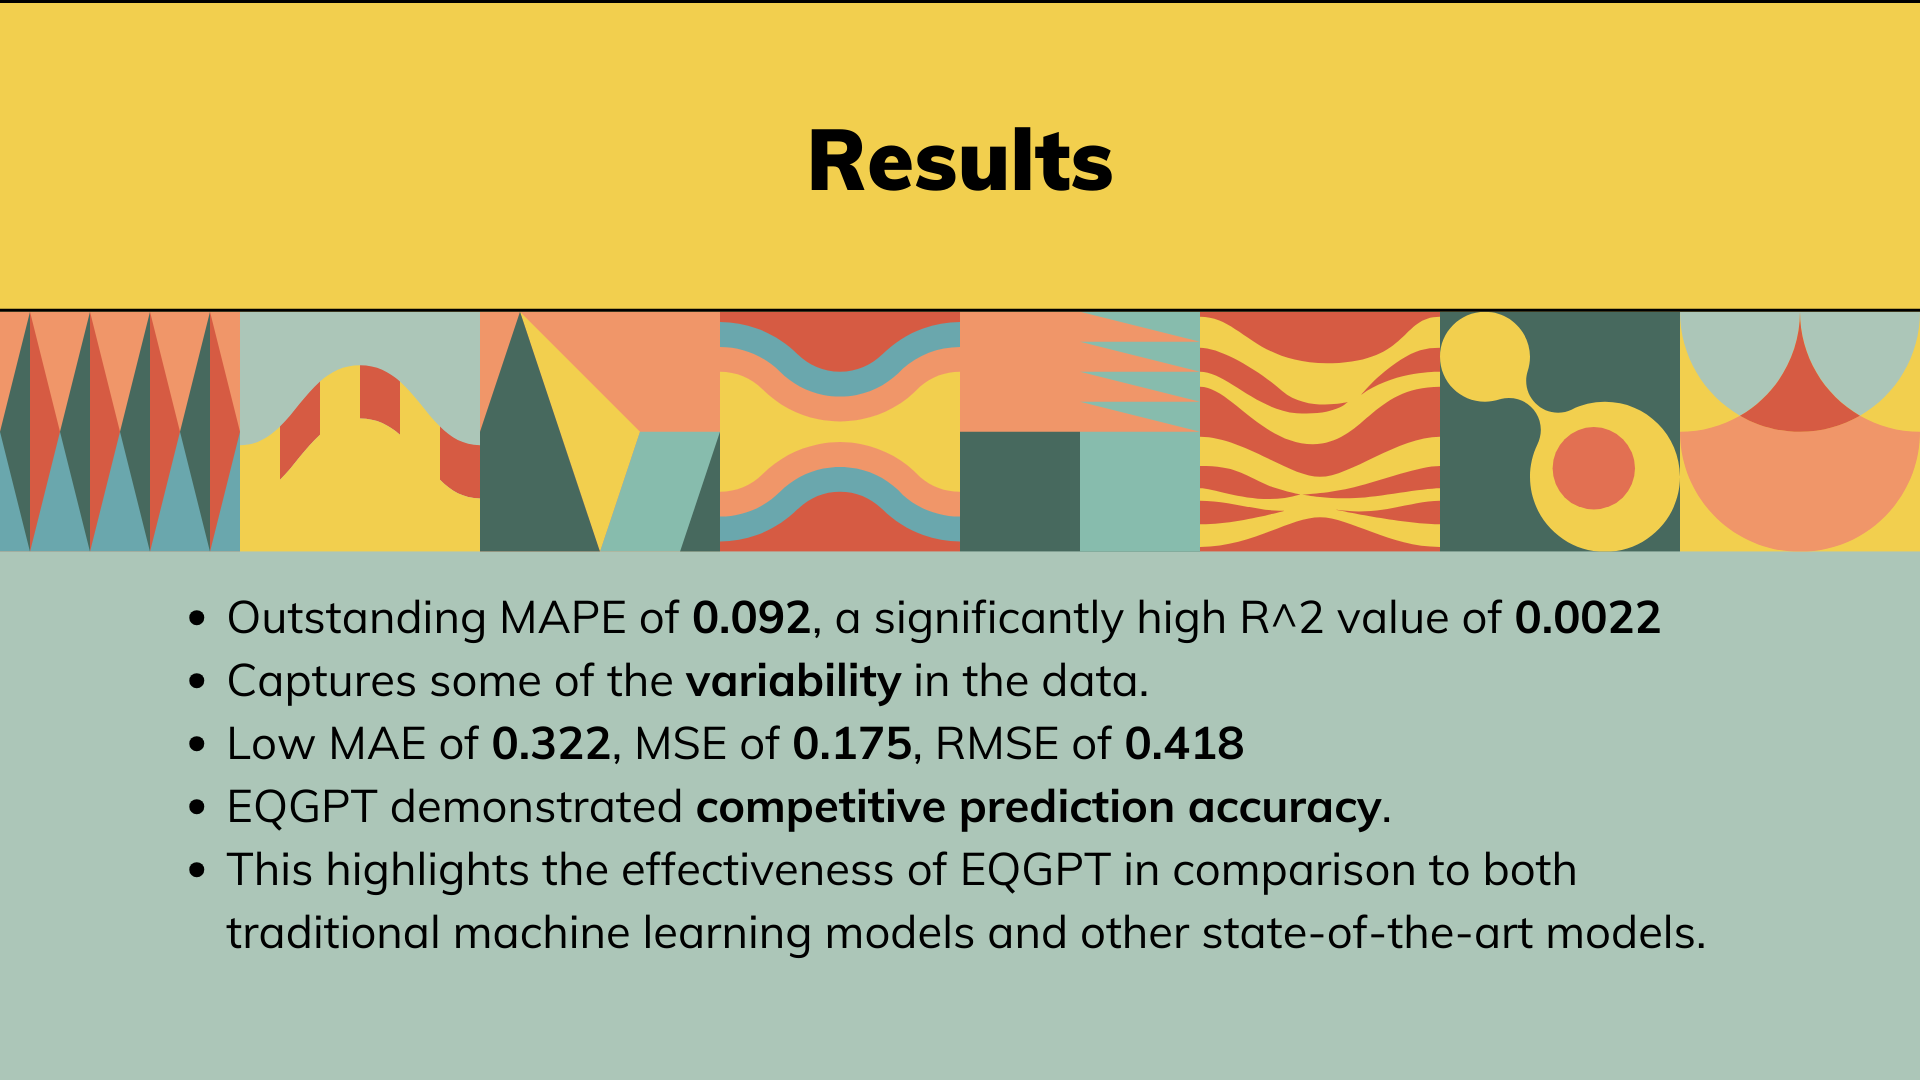 Results
• Outstanding MAPE of 0.092, a significantly high R^2 value of 0.0022
• Captures some of the variability in the data.
• Low MAE of 0.322, MSE of 0.175, RMSE of 0.418
• EQGPT demonstrated competitive prediction accuracy.
• This highlights the effectiveness of EQGPT in comparison to both
traditional machine learning models and other state-of-the-art models.